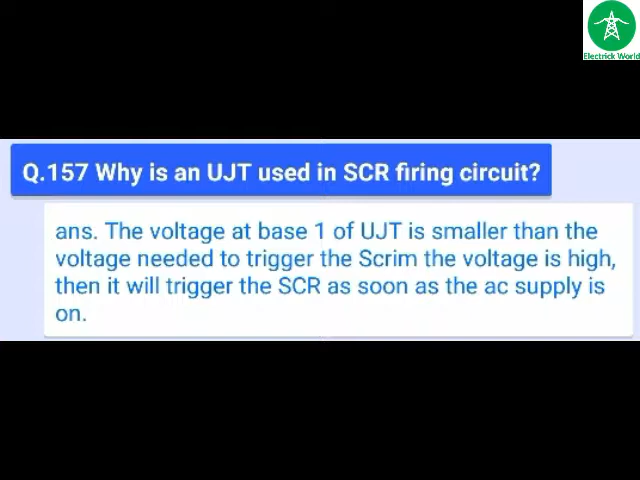 Electrick World
Q.157 Why is an UJT used in SCR firing circuit?
ans. The voltage at base 1 of UJT is smaller than the
voltage needed to trigger the Scrim the voltage is high,
then it will trigger the SCR as soon as the ac supply is
on.